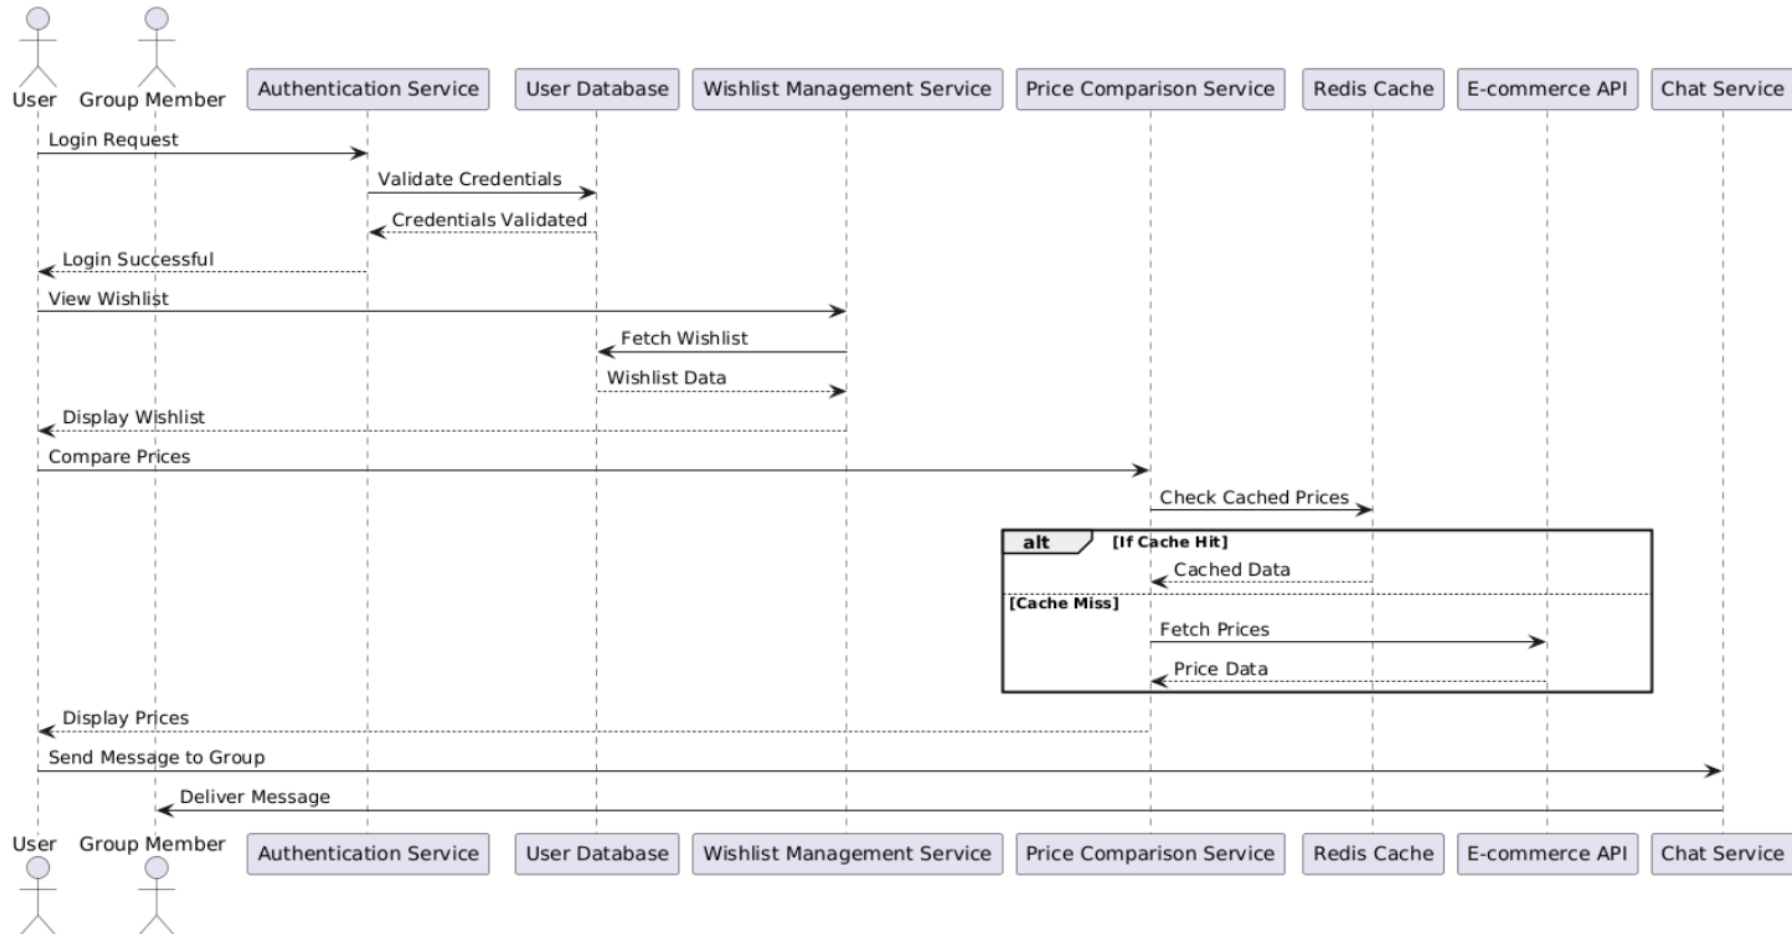 User Group Member Authentication Service User Database Wishlist Management Service Price Comparison Service Redis Cache E-commerce API Chat Service
Login Request
Validate Credentials
Credentials Validated
Login Successful
View Wishlist
Fetch Wishlist
Wishlist Data
Display Wishlist
Compare Prices
Check Cached Prices
alt [If Cache Hit]
Cached Data
[Cache Miss]
Fetch Prices
Price Data
Display Prices
Send Message to Group
Deliver Message
User Group Member Authentication Service User Database Wishlist Management Service Price Comparison Service Redis Cache E-commerce API Chat Service